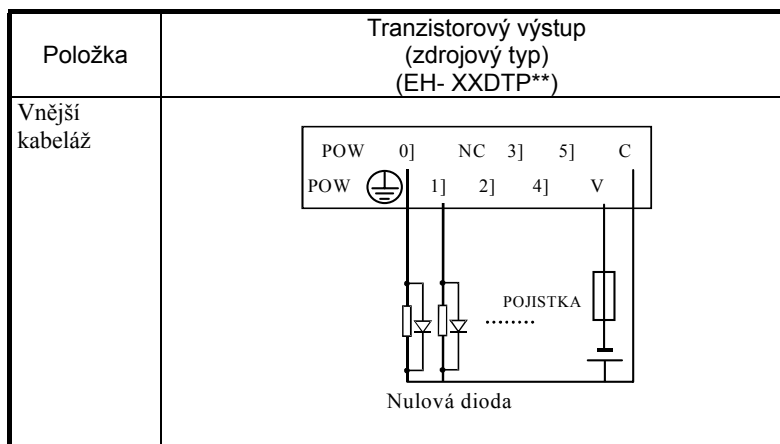 Položka
Tranzistorový výstup
(zdrojový typ)
(EH- XXDTP**)
Vnější
kabeláž
POW 0] NC 3] 5] C
POW 1] 2] 4] V
POJISTKA
........
Nulová dioda